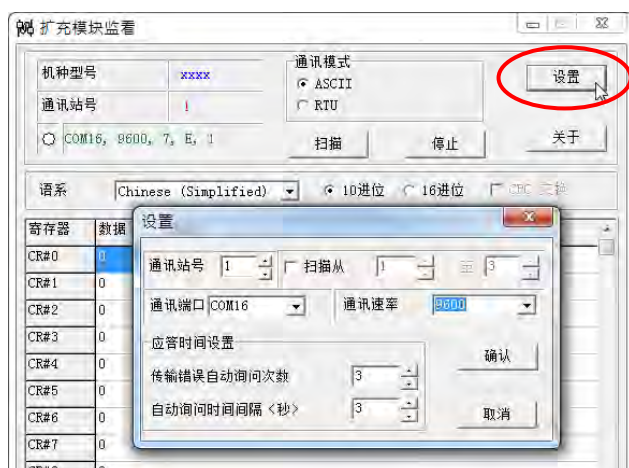 扩充模块监看
机种型号 xxxx
通讯站号 1
COM16, 9600, 7, E, 1
通讯模式
ASCII
RTU
设置
扫描 停止 关于
语系 Chinese (Simplified) 10进位 16进位 CRC 交换
寄存器 数据
CR#0 0
CR#1 0
CR#2 0
CR#3 0
CR#4 0
CR#5 0
CR#6 0
CR#7 0
设置
通讯站号 1 扫描从 1 至 3
通讯端口 COM16 通讯速率 9600
应答时间设置
传输错误自动询问次数 3
自动询问时间间隔 <秒> 3
确认
取消